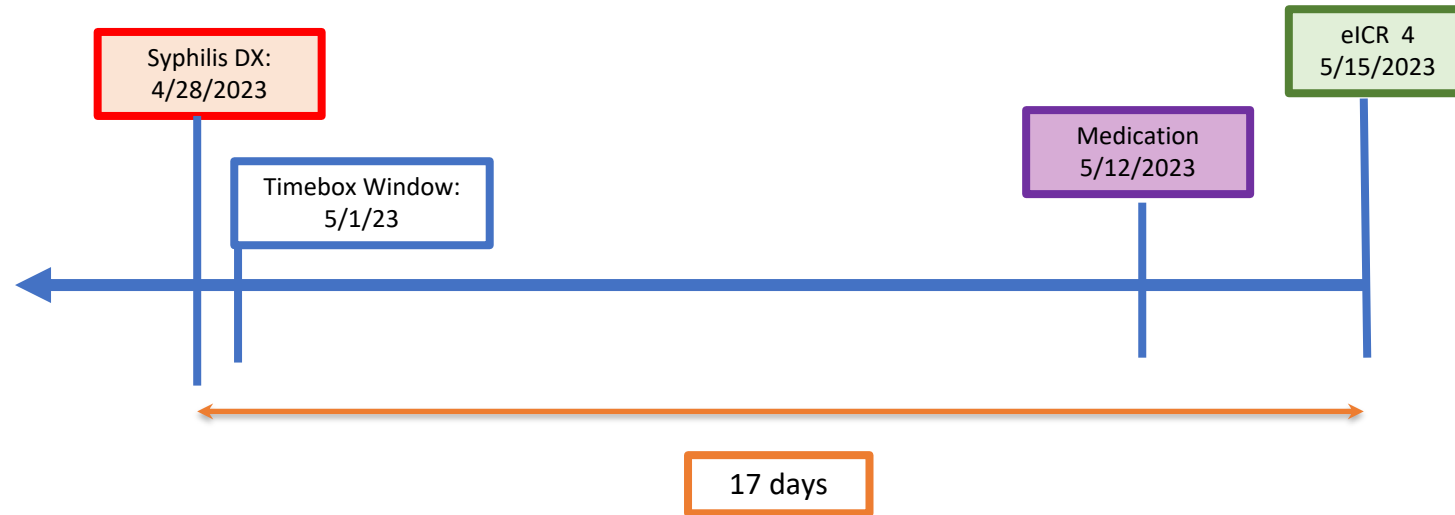 Syphilis DX:
4/28/2023
Timebox Window:
5/1/23
Medication
5/12/2023
eICR  4
5/15/2023
17 days